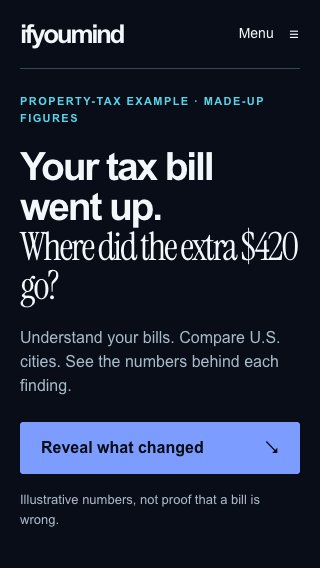 ifyoumind
Menu ≡
PROPERTY-TAX EXAMPLE · MADE-UP
FIGURES
Your tax bill
went up.
Where did the extra $420
go?
Understand your bills. Compare U.S.
cities. See the numbers behind each
finding.
Reveal what changed ↘
Illustrative numbers, not proof that a bill is
wrong.